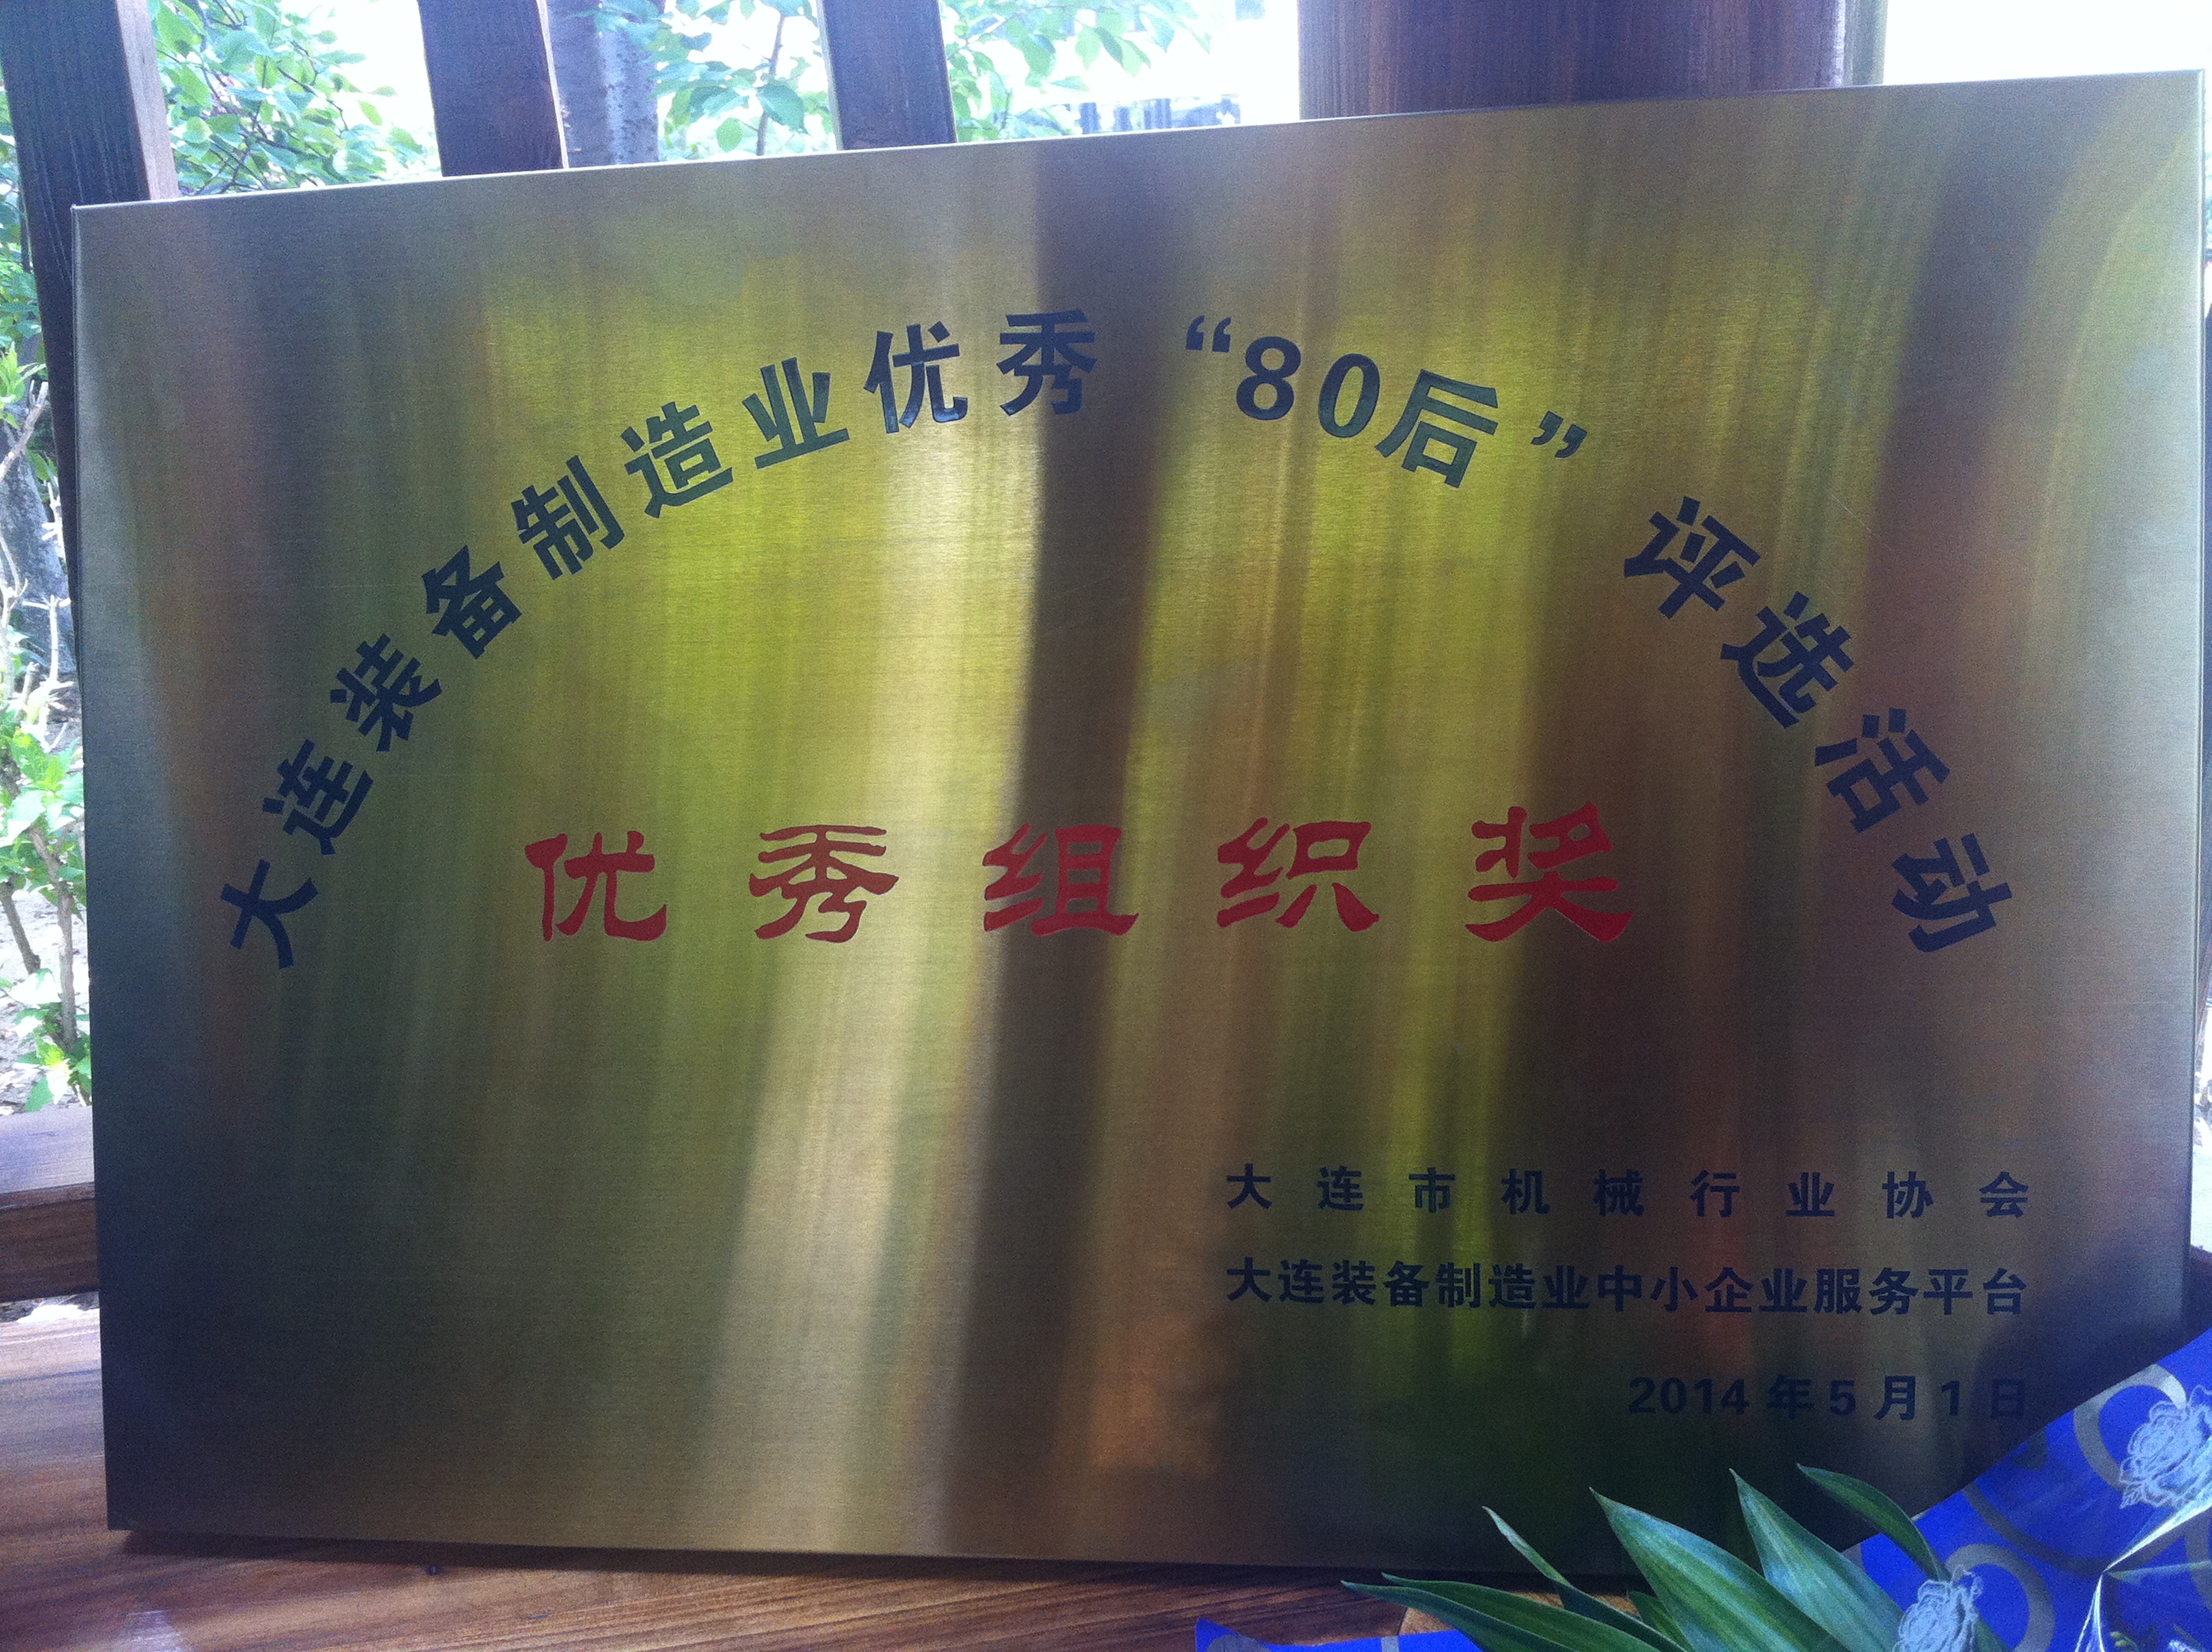 大连装备制造业优秀“80后”评选活动
优秀组织奖
大连市机械行业协会
大连装备制造业中小企业服务平台
2014年5月1日